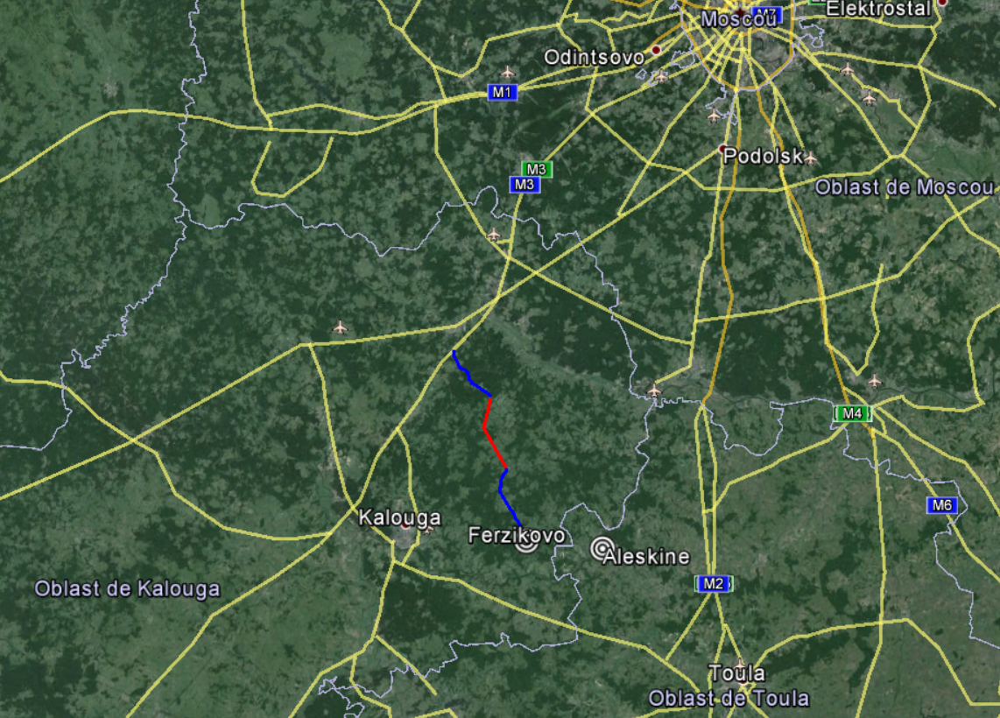 Elektrostal
Moscou
M7
Odintsovo
M1
Podolsk
M3
M3
Oblast de Moscou
M4
M6
Kalouga
Ferzikovo
Aleskine
M2
Oblast de Kalouga
Toula
Oblast de Toula